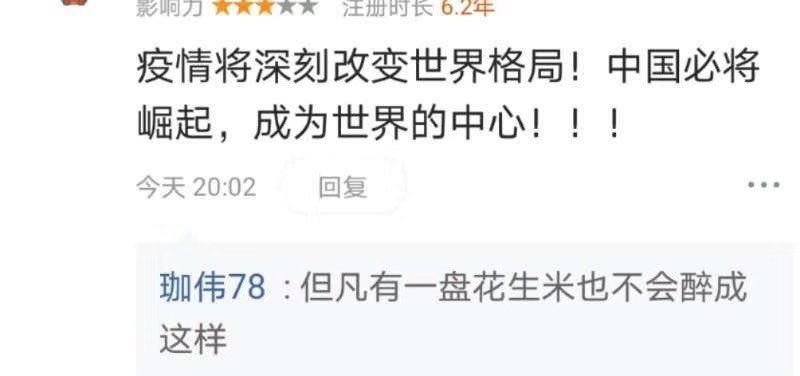 影响力 ★★★★★ 注册时长 6.2年
疫情将深刻改变世界格局！中国必将
崛起，成为世界的中心！！！
今天 20:02 回复
珈伟78 : 但凡有一盘花生米也不会醉成
这样